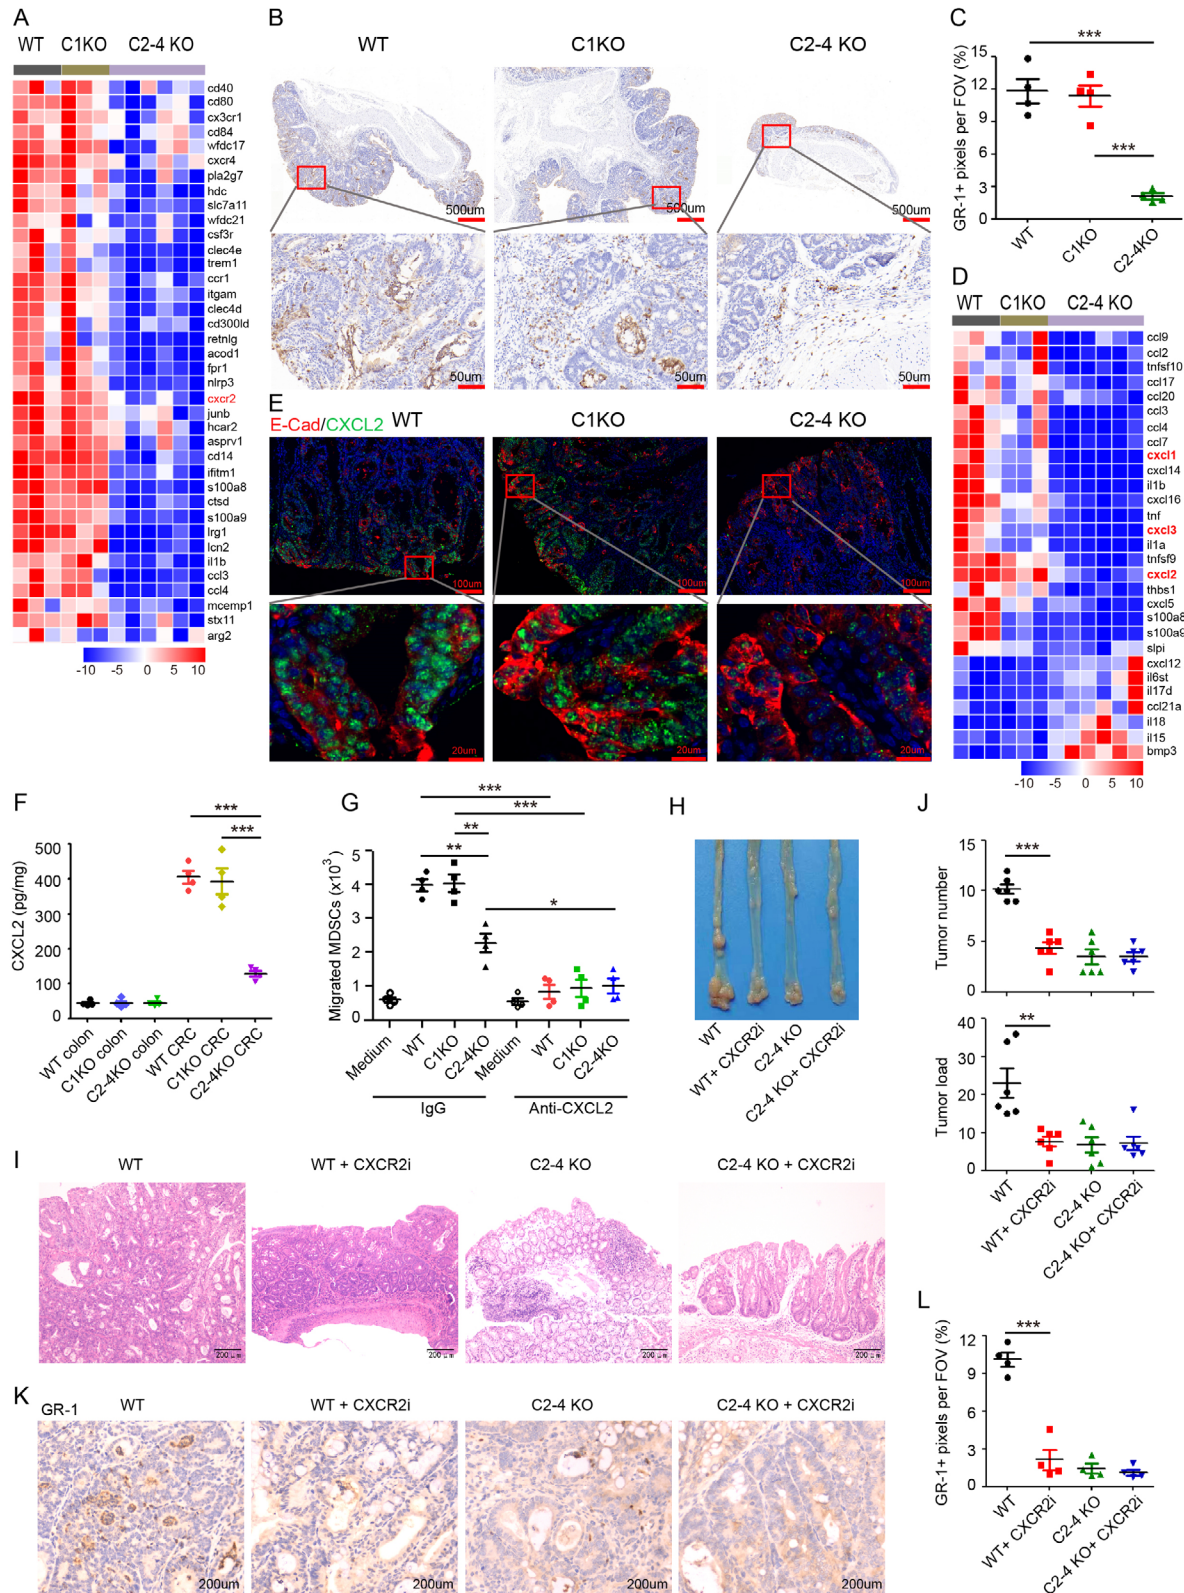 A
WT C1KO C2-4 KO
cd40
cd80
cx3cr1
cd84
wfdc17
cxcr4
pla2g7
hdc
slc7a11
wfdc21
csf3r
clec4e
trem1
ccr1
itgam
clec4d
cd300ld
retnlg
acod1
fpr1
nlrp3
cxcr2
junb
hcar2
asprv1
cd14
ifitm1
s100a8
ctsd
s100a9
lrg1
lcn2
il1b
ccl3
ccl4
mcemp1
stx11
arg2
-10 -5 0 5 10
B
WT C1KO C2-4 KO
500um 500um 500um
50um 50um 50um
C
GR-1+ pixels per FOV (%)
15
12
9
6
3
0
***
***
WT C1KO C2-4KO
D
WT C1KO C2-4 KO
ccl9
ccl2
tnfsf10
ccl17
ccl20
ccl3
ccl4
ccl7
cxcl1
cxcl14
il1b
cxcl16
tnf
cxcl3
il1a
tnfsf9
cxcl2
thbs1
cxcl5
s100a8
s100a9
slpi
cxcl12
il6st
il17d
ccl21a
il18
il15
bmp3
-10 -5 0 5 10
E
E-Cad/CXCL2 WT C1KO C2-4 KO
100um 100um 100um
20um 20um 20um
F
CXCL2 (pg/mg)
500
400
300
200
100
0
***
***
WT colon C1KO colon C2-4KO colon WT CRC C1KO CRC C2-4KO CRC
G
Migrated MDSCs (x10³)
5
4
3
2
1
0
***
***
**
**
*
Medium WT C1KO C2-4KO Medium WT C1KO C2-4KO
IgG Anti-CXCL2
H
WT WT+ CXCR2i C2-4 KO C2-4 KO+ CXCR2i
J
Tumor number
15
10
5
0
***
Tumor load
40
30
20
10
0
**
WT WT+ CXCR2i C2-4 KO C2-4 KO+ CXCR2i
I
WT WT + CXCR2i C2-4 KO C2-4 KO + CXCR2i
200 um 200 um 200 um 200 um
K
GR-1 WT WT + CXCR2i C2-4 KO C2-4 KO + CXCR2i
200um 200um 200um 200um
L
GR-1+ pixels per FOV (%)
12
9
6
3
0
***
WT WT+ CXCR2i C2-4 KO C2-4 KO+ CXCR2i